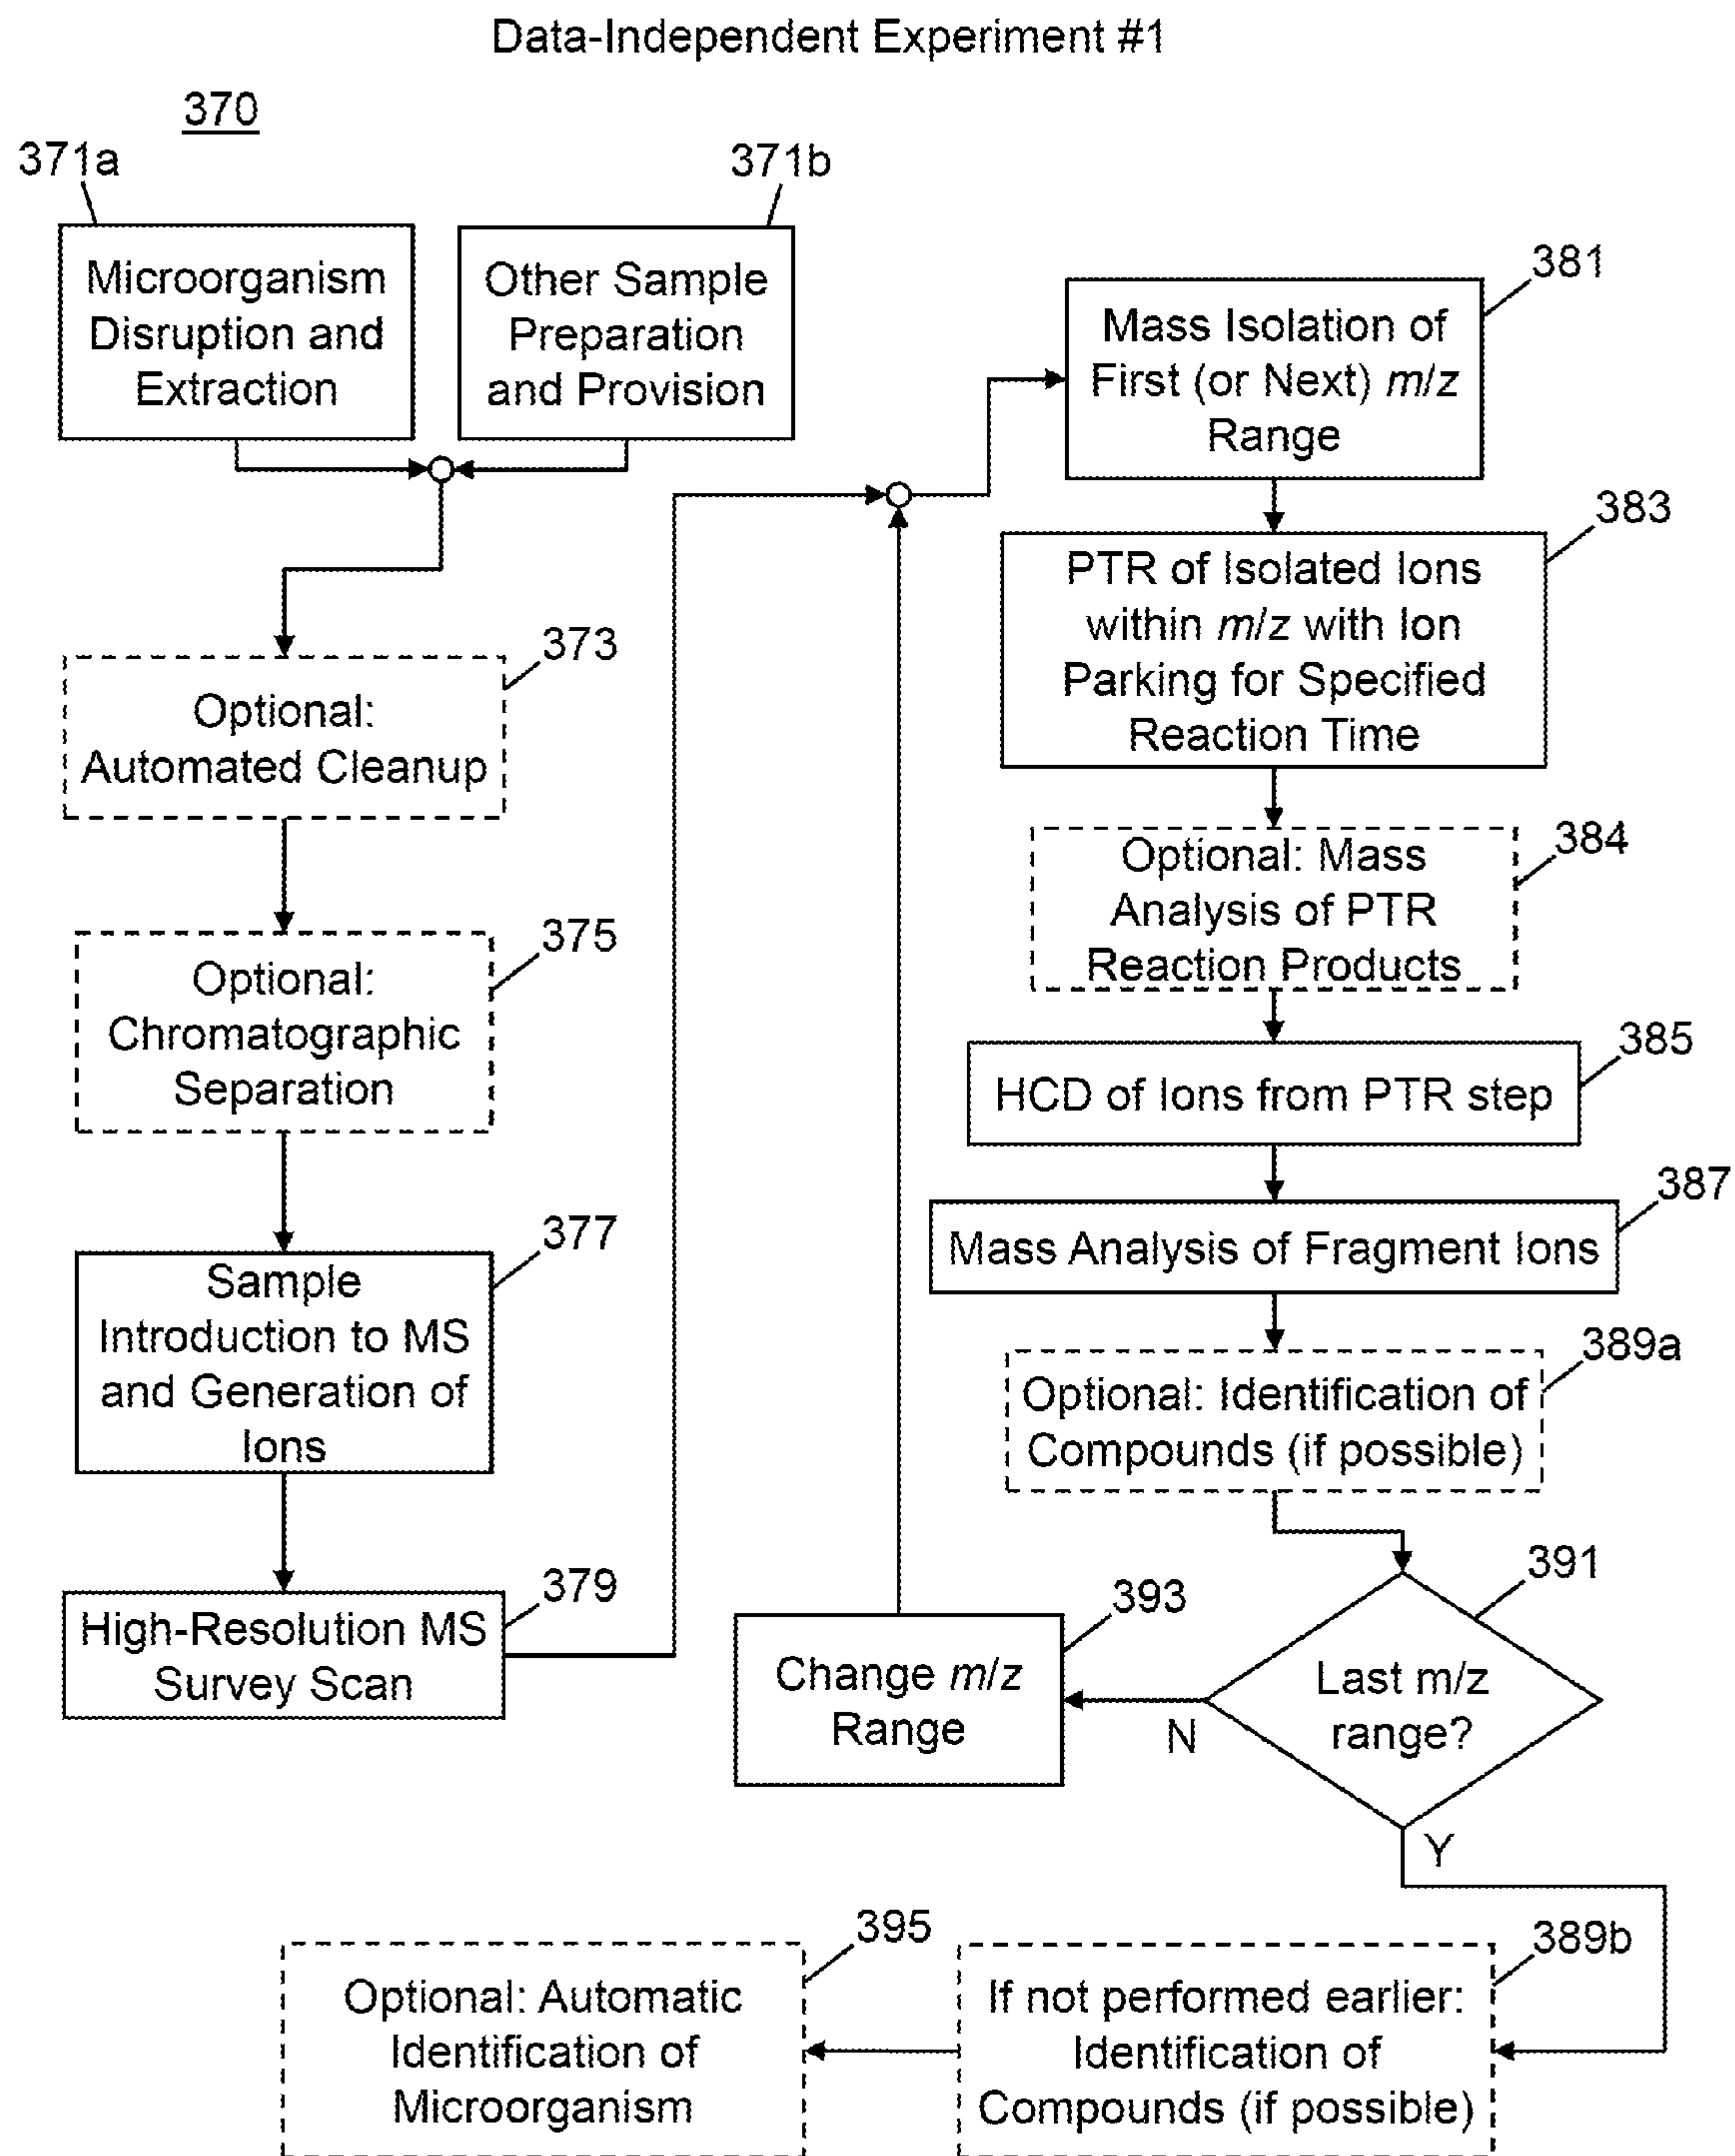 Data-Independent Experiment #1
370
371a
Microorganism
Disruption and
Extraction
371b
Other Sample
Preparation
and Provision
373
Optional:
Automated Cleanup
375
Optional:
Chromatographic
Separation
377
Sample
Introduction to MS
and Generation of
Ions
379
High-Resolution MS
Survey Scan
381
Mass Isolation of
First (or Next) m/z
Range
383
PTR of Isolated Ions
within m/z with Ion
Parking for Specified
Reaction Time
384
Optional: Mass
Analysis of PTR
Reaction Products
385
HCD of Ions from PTR step
387
Mass Analysis of Fragment Ions
389a
Optional: Identification of
Compounds (if possible)
391
Last m/z
range?
N
393
Change m/z
Range
Y
389b
If not performed earlier:
Identification of
Compounds (if possible)
395
Optional: Automatic
Identification of
Microorganism